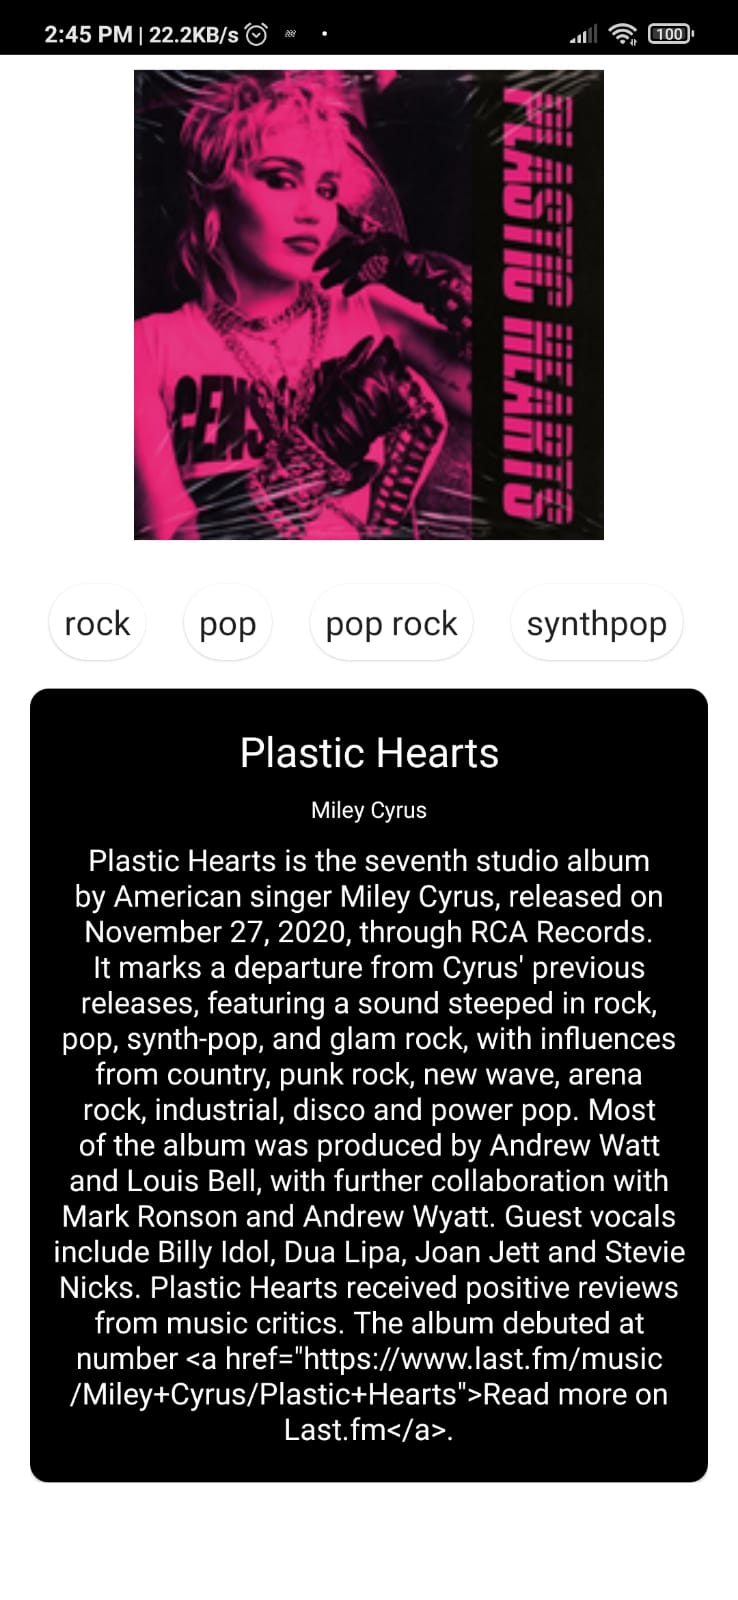 2:45 PM | 22.2KB/s
100
PLASTIC HEARTS
CENS
rock
pop
pop rock
synthpop
Plastic Hearts
Miley Cyrus
Plastic Hearts is the seventh studio album
by American singer Miley Cyrus, released on
November 27, 2020, through RCA Records.
It marks a departure from Cyrus' previous
releases, featuring a sound steeped in rock,
pop, synth-pop, and glam rock, with influences
from country, punk rock, new wave, arena
rock, industrial, disco and power pop. Most
of the album was produced by Andrew Watt
and Louis Bell, with further collaboration with
Mark Ronson and Andrew Wyatt. Guest vocals
include Billy Idol, Dua Lipa, Joan Jett and Stevie
Nicks. Plastic Hearts received positive reviews
from music critics. The album debuted at
number <a href="https://www.last.fm/music
/Miley+Cyrus/Plastic+Hearts">Read more on
Last.fm</a>.